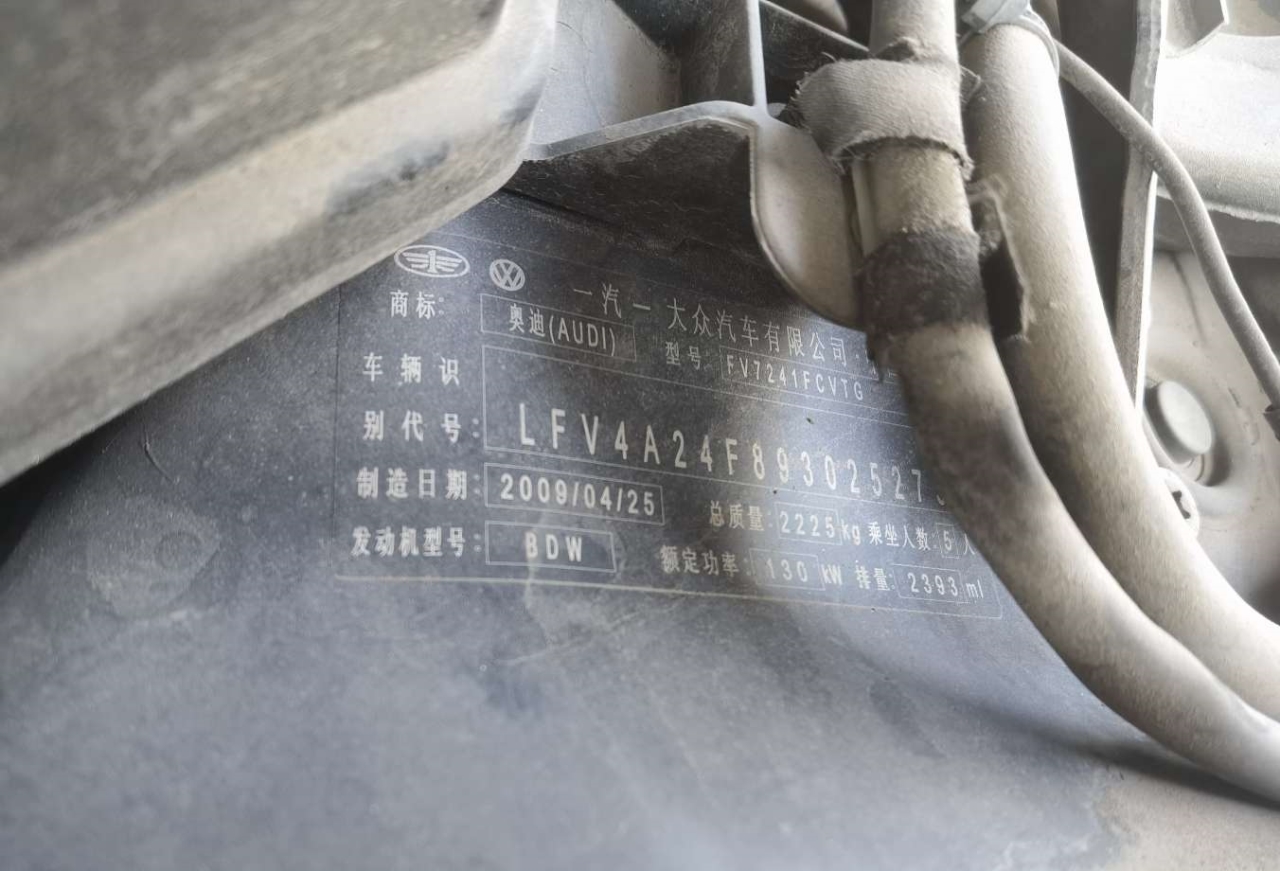 一汽一大众汽车有限公司
商标: 奥迪(AUDI) 型号: FV7241FCVTG
车辆识
别代号: LFV4A24F89302527
制造日期: 2009/04/25 总质量: 2225 kg 乘坐人数: 5 人
发动机型号: BDW 额定功率: 130 kW 排量: 2393 ml